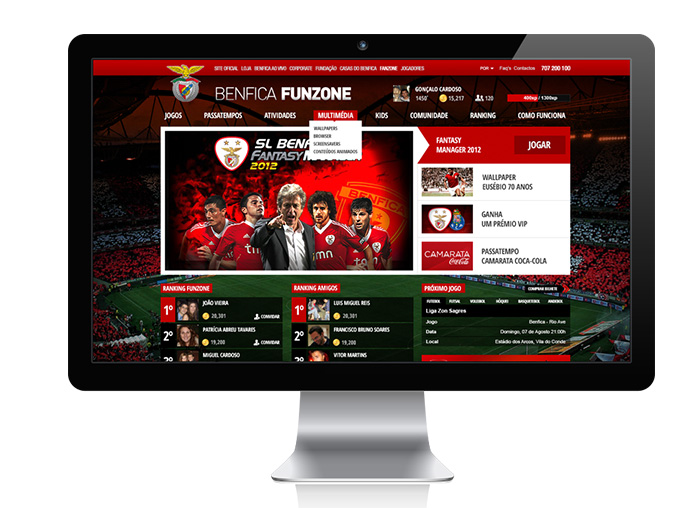 SITE OFICIAL LOJA BENFICA AO VIVO CORPORATE FUNDAÇÃO CASAS DO BENFICA FANZONE JOGADORES
POR Faq's Contactos 707 200 100
BENFICA FUNZONE
GONÇALO CARDOSO
1450 15,217 120 400xp / 1300xp
JOGOS PASSATEMPOS ATIVIDADES MULTIMÉDIA KIDS COMUNIDADE RANKING COMO FUNCIONA
WALLPAPERS
BROWSER
SCREENSAVERS
CONTEÚDOS ANIMADOS
SL BENF
FANTASY
2012
FANTASY
MANAGER 2012
JOGAR
WALLPAPER
EUSÉBIO 70 ANOS
GANHA
UM PRÉMIO VIP
CAMARATA
Coca-Cola
PASSATEMPO
CAMARATA COCA-COLA
RANKING FUNZONE
1º JOÃO VIEIRA
20,301 CONVIDAR
2º PATRÍCIA ABREU TAVARES
19,200 CONVIDAR
MIGUEL CARDOSO
RANKING AMIGOS
1º LUIS MIGUEL REIS
20,301
2º FRANCISCO BRUNO SOARES
19,200
VITOR MARTINS
PRÓXIMO JOGO COMPRAR BILHETE
FUTEBOL FUTSAL VOLEIBOL HÓQUEI BASQUETEBOL ANDEBOL
Liga Zon Sagres
Jogo Benfica - Rio Ave
Data Domingo, 07 de Agosto 21:00h
Local Estádio dos Arcos, Vila do Conde